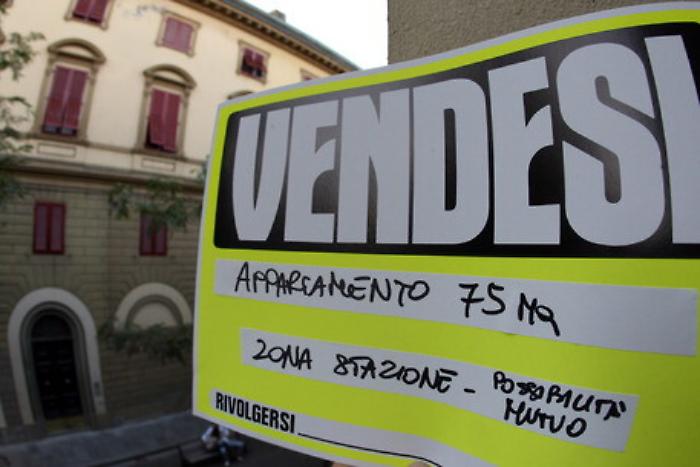 VENDESI
APPARTAMENTO 75 MQ
ZONA STAZIONE - POSSIBILITÀ
MUTUO
RIVOLGERSI